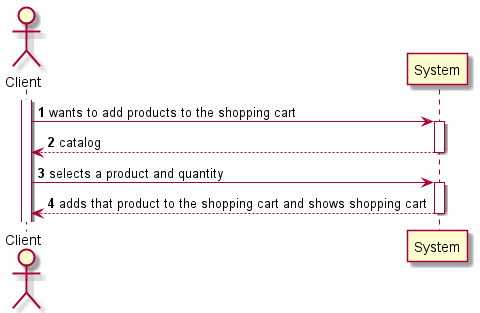 Client
System
1 wants to add products to the shopping cart
2 catalog
3 selects a product and quantity
4 adds that product to the shopping cart and shows shopping cart
Client
System